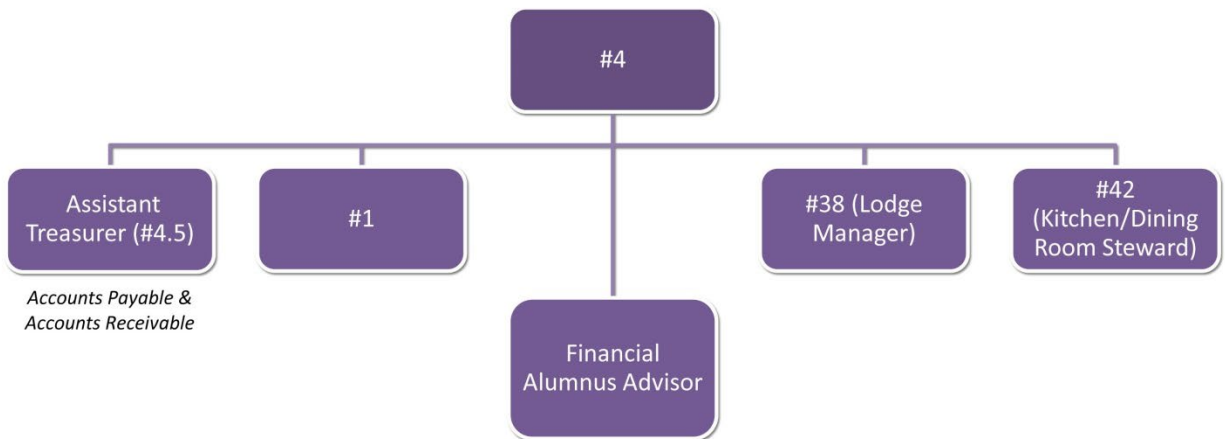 #4
Assistant
Treasurer (#4.5)
#1
#38 (Lodge
Manager)
#42
(Kitchen/Dining
Room Steward)
Accounts Payable &
Accounts Receivable
Financial
Alumnus Advisor